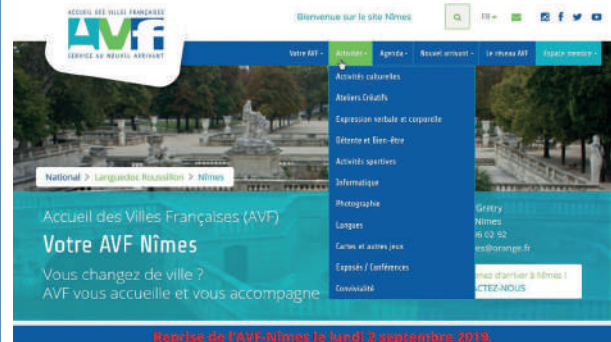 ACCUEIL DES VILLES FRANÇAISES
AVF
SERVICE AU NOUVEL ARRIVANT
Bienvenue sur le site Nîmes
FR
Votre AVF
Activités
Agenda
Nouvel arrivant
Le réseau AVF
Espace membre
Activités culturelles
Ateliers Créatifs
Expression verbale et corporelle
Détente et Bien-être
Activités sportives
Informatique
Photographie
Langues
Cartes et autres jeux
Exposés / Conférences
Convivialité
National > Languedoc Roussillon > Nîmes
Accueil des Villes Françaises (AVF)
Votre AVF Nîmes
Vous changez de ville ?
AVF vous accueille et vous accompagne
Grétry
Nîmes
06 02 92
es@orange.fr
nez d'arriver à Nîmes !
CTEZ-NOUS
Reprise de l'AVF-Nîmes le lundi 2 septembre 2019.